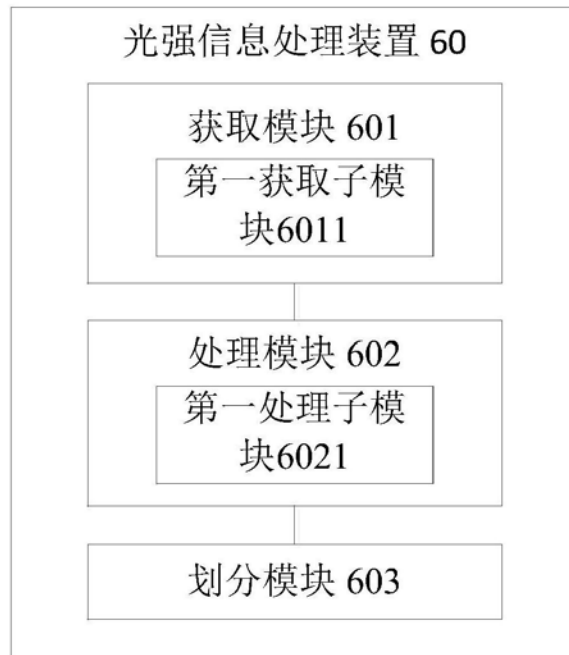 光强信息处理装置 60
获取模块 601
第一获取子模
块6011
处理模块 602
第一处理子模
块6021
划分模块 603